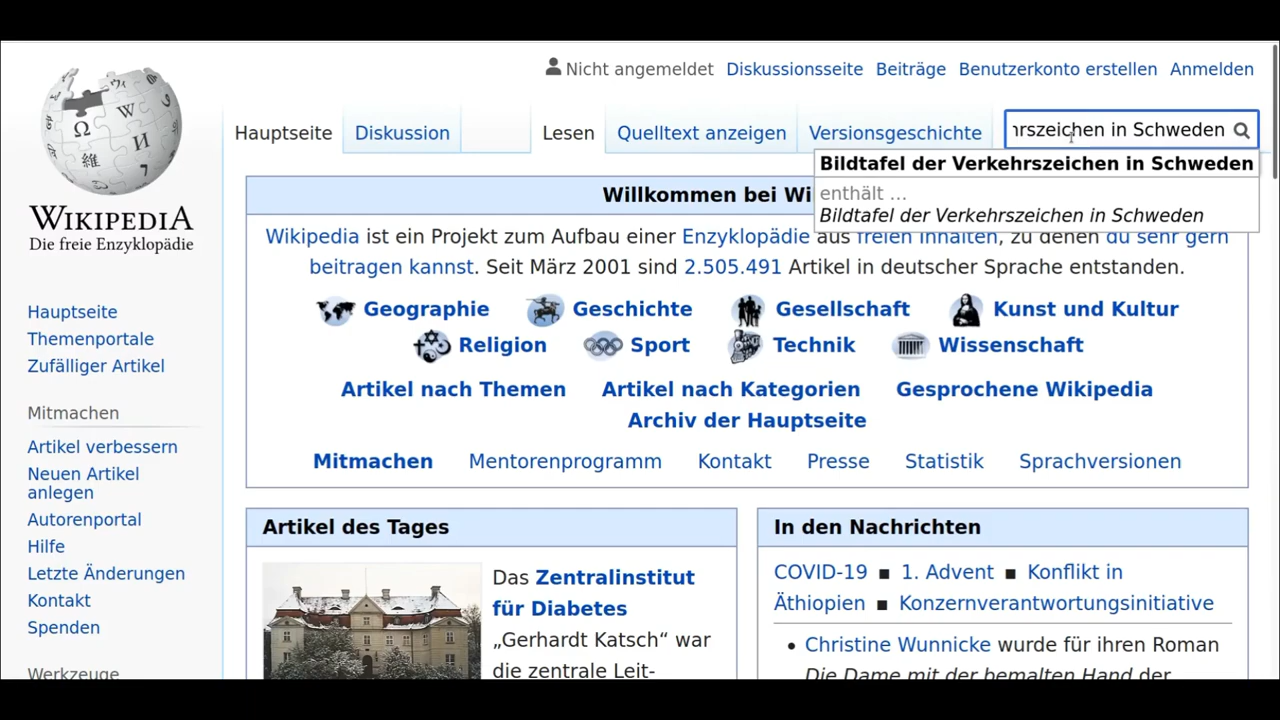 Nicht angemeldet Diskussionsseite Beiträge Benutzerkonto erstellen Anmelden
Hauptseite Diskussion Lesen Quelltext anzeigen Versionsgeschichte hrszeichen in Schweden
Bildtafel der Verkehrszeichen in Schweden
enthält ...
Bildtafel der Verkehrszeichen in Schweden
WIKIPEDIA
Die freie Enzyklopädie
Hauptseite
Themenportale
Zufälliger Artikel
Mitmachen
Artikel verbessern
Neuen Artikel
anlegen
Autorenportal
Hilfe
Letzte Änderungen
Kontakt
Spenden
Werkzeuge
Willkommen bei Wi
Wikipedia ist ein Projekt zum Aufbau einer Enzyklopädie aus freien Inhalten, zu denen du sehr gern
beitragen kannst. Seit März 2001 sind 2.505.491 Artikel in deutscher Sprache entstanden.
Geographie Geschichte Gesellschaft Kunst und Kultur
Religion Sport Technik Wissenschaft
Artikel nach Themen Artikel nach Kategorien Gesprochene Wikipedia
Archiv der Hauptseite
Mitmachen Mentorenprogramm Kontakt Presse Statistik Sprachversionen
Artikel des Tages
Das Zentralinstitut
für Diabetes
„Gerhardt Katsch“ war
die zentrale Leit-
In den Nachrichten
COVID-19 ▪ 1. Advent ▪ Konflikt in
Äthiopien ▪ Konzernverantwortungsinitiative
• Christine Wunnicke wurde für ihren Roman
Die Dame mit der bemalten Hand der